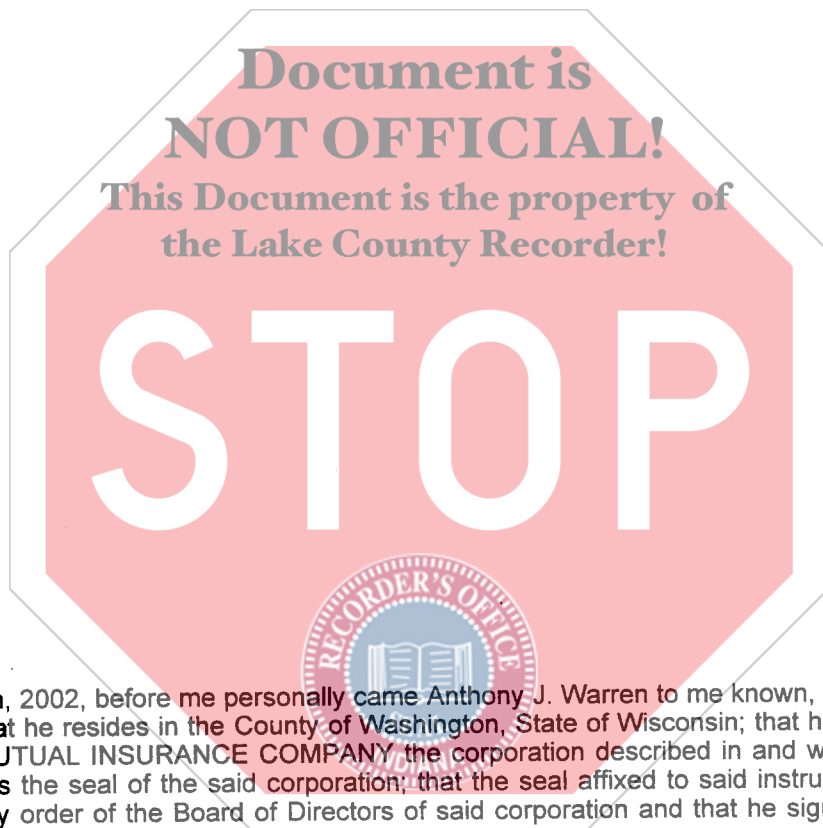 Document is
NOT OFFICIAL!
This Document is the property of
the Lake County Recorder!
STOP
RECORDER'S OFFICE
, 2002, before me personally came Anthony J. Warren to me known,
at he resides in the County of Washington, State of Wisconsin; that h
UTUAL INSURANCE COMPANY the corporation described in and w
s the seal of the said corporation; that the seal affixed to said instru
y order of the Board of Directors of said corporation and that he sig
INDIANA